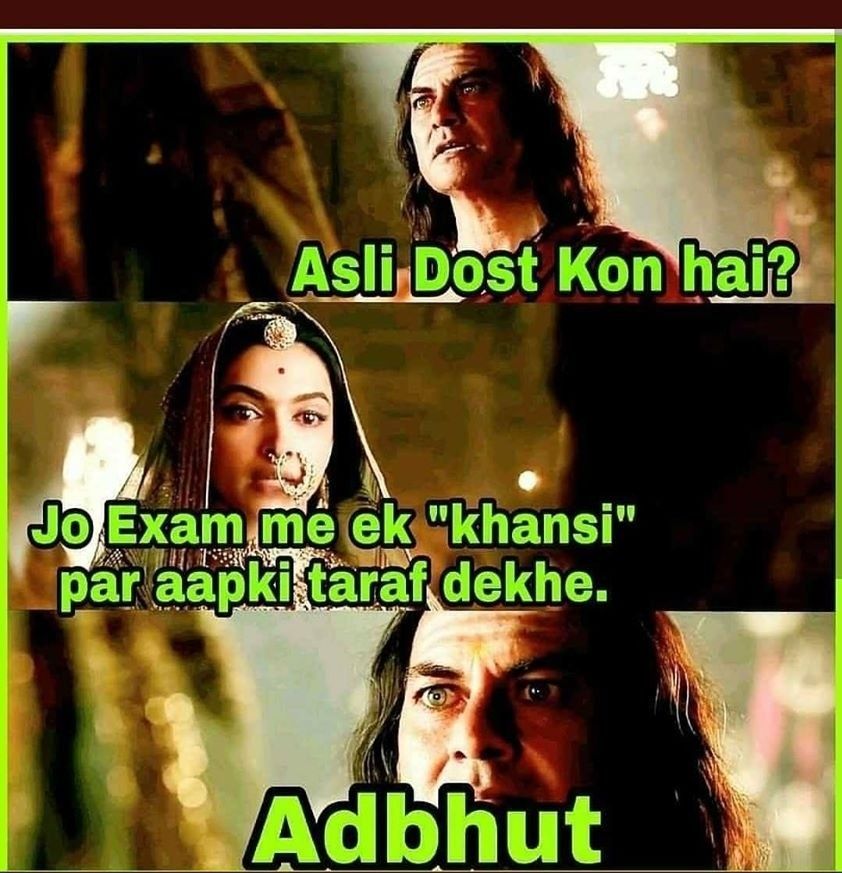 Asli Dost Kon hai?
Jo Exam me ek "khansi"
par aapki taraf dekhe.
Adbhut